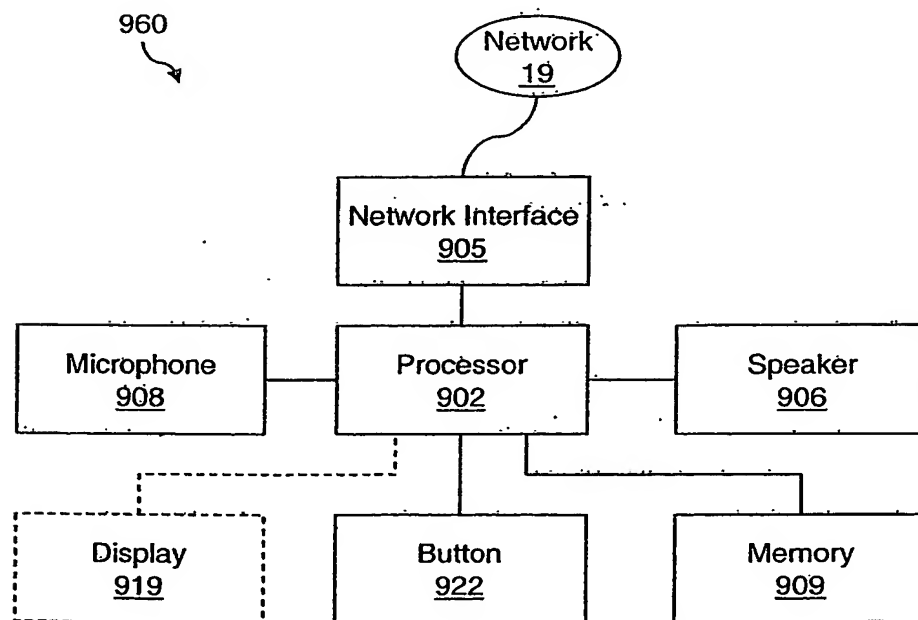 960
Network
19
Network Interface
905
Microphone
908
Processor
902
Speaker
906
Display
919
Button
922
Memory
909